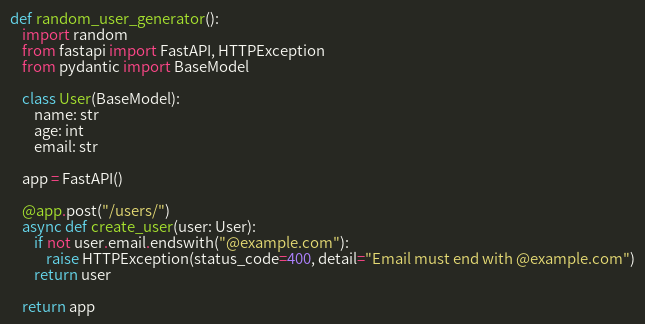 def random_user_generator():
    import random
    from fastapi import FastAPI, HTTPException
    from pydantic import BaseModel

    class User(BaseModel):
        name: str
        age: int
        email: str

    app = FastAPI()

    @app.post("/users/")
    async def create_user(user: User):
        if not user.email.endswith("@example.com"):
            raise HTTPException(status_code=400, detail="Email must end with @example.com")
        return user

    return app